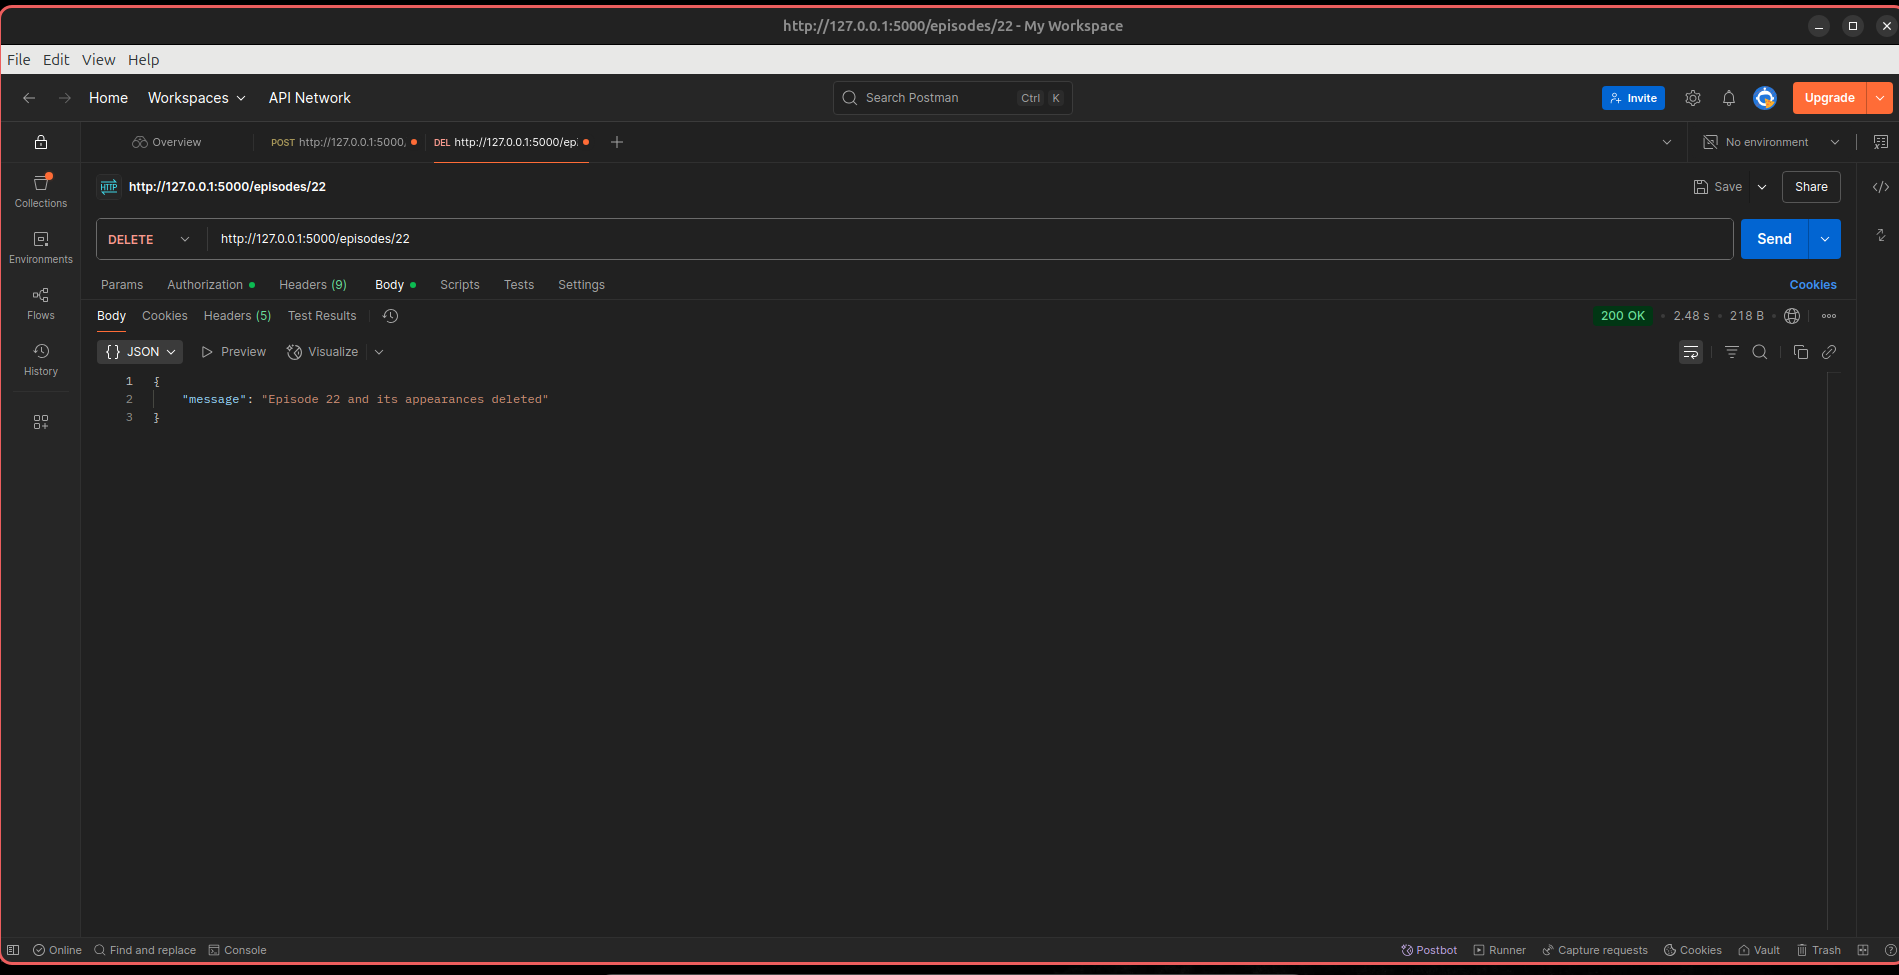 http://127.0.0.1:5000/episodes/22 - My Workspace
File Edit View Help
Home Workspaces API Network Search Postman Ctrl K Invite Upgrade
Overview POST http://127.0.0.1:5000, DEL http://127.0.0.1:5000/ep No environment
HTTP http://127.0.0.1:5000/episodes/22 Save Share
Collections
DELETE http://127.0.0.1:5000/episodes/22 Send
Environments
Params Authorization Headers (9) Body Scripts Tests Settings Cookies
Body Cookies Headers (5) Test Results 200 OK 2.48 s 218 B
Flows
{} JSON Preview Visualize
History
1 {
2 "message": "Episode 22 and its appearances deleted"
3 }
Online Find and replace Console Postbot Runner Capture requests Cookies Vault Trash